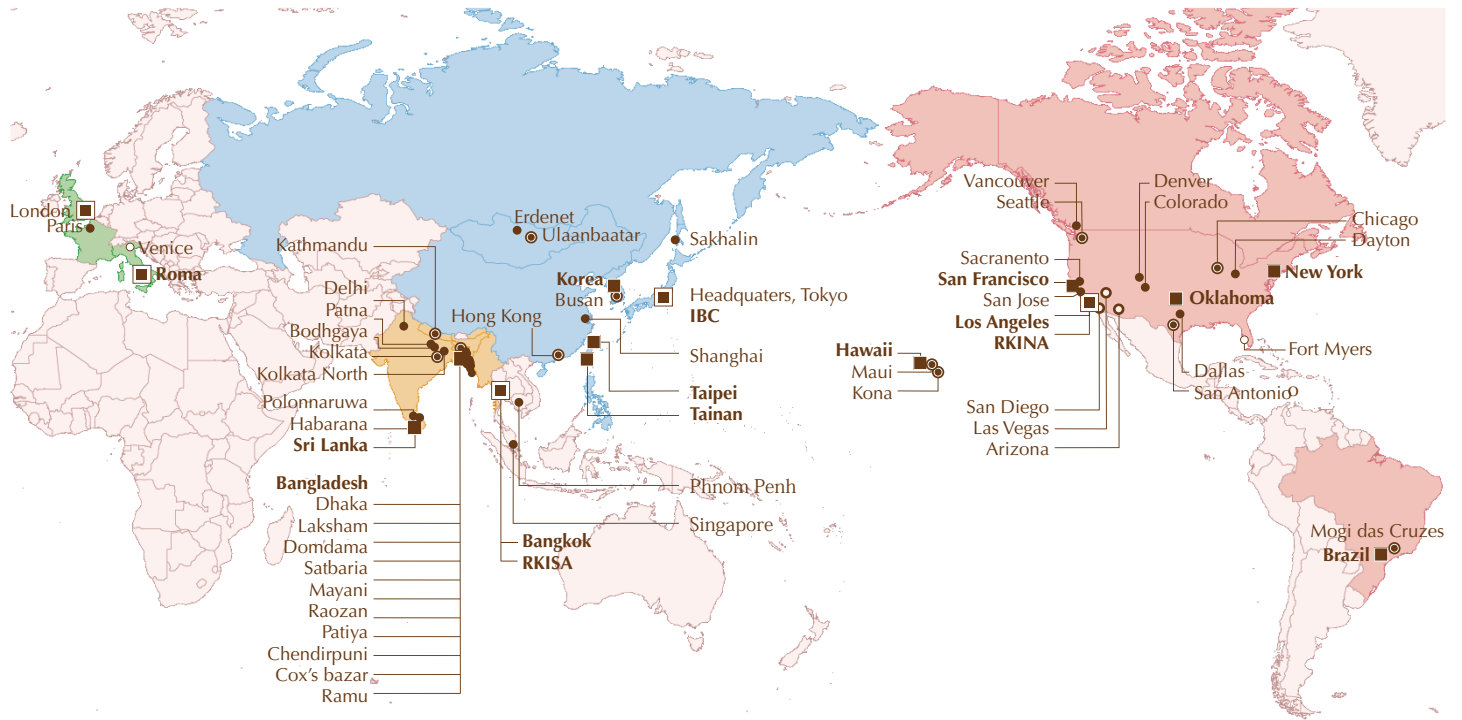 London
Paris
Venice
Roma
Kathmandu
Delhi
Patna
Bodhgaya
Kolkata
Kolkata North
Polonnaruwa
Habarana
Sri Lanka
Bangladesh
Dhaka
Laksham
Domdama
Satbaria
Mayani
Raozan
Patiya
Chendirpuni
Cox's bazar
Ramu
Erdenet
Ulaanbaatar
Sakhalin
Korea
Busan
Headquaters, Tokyo
IBC
Hong Kong
Shanghai
Taipei
Tainan
Phnom Penh
Singapore
Bangkok
RKISA
Hawaii
Maui
Kona
Vancouver
Seattle
Sacranento
San Francisco
San Jose
Los Angeles
RKINA
San Diego
Las Vegas
Arizona
Denver
Colorado
Chicago
Dayton
New York
Oklahoma
Fort Myers
Dallas
San Antonio
Mogi das Cruzes
Brazil